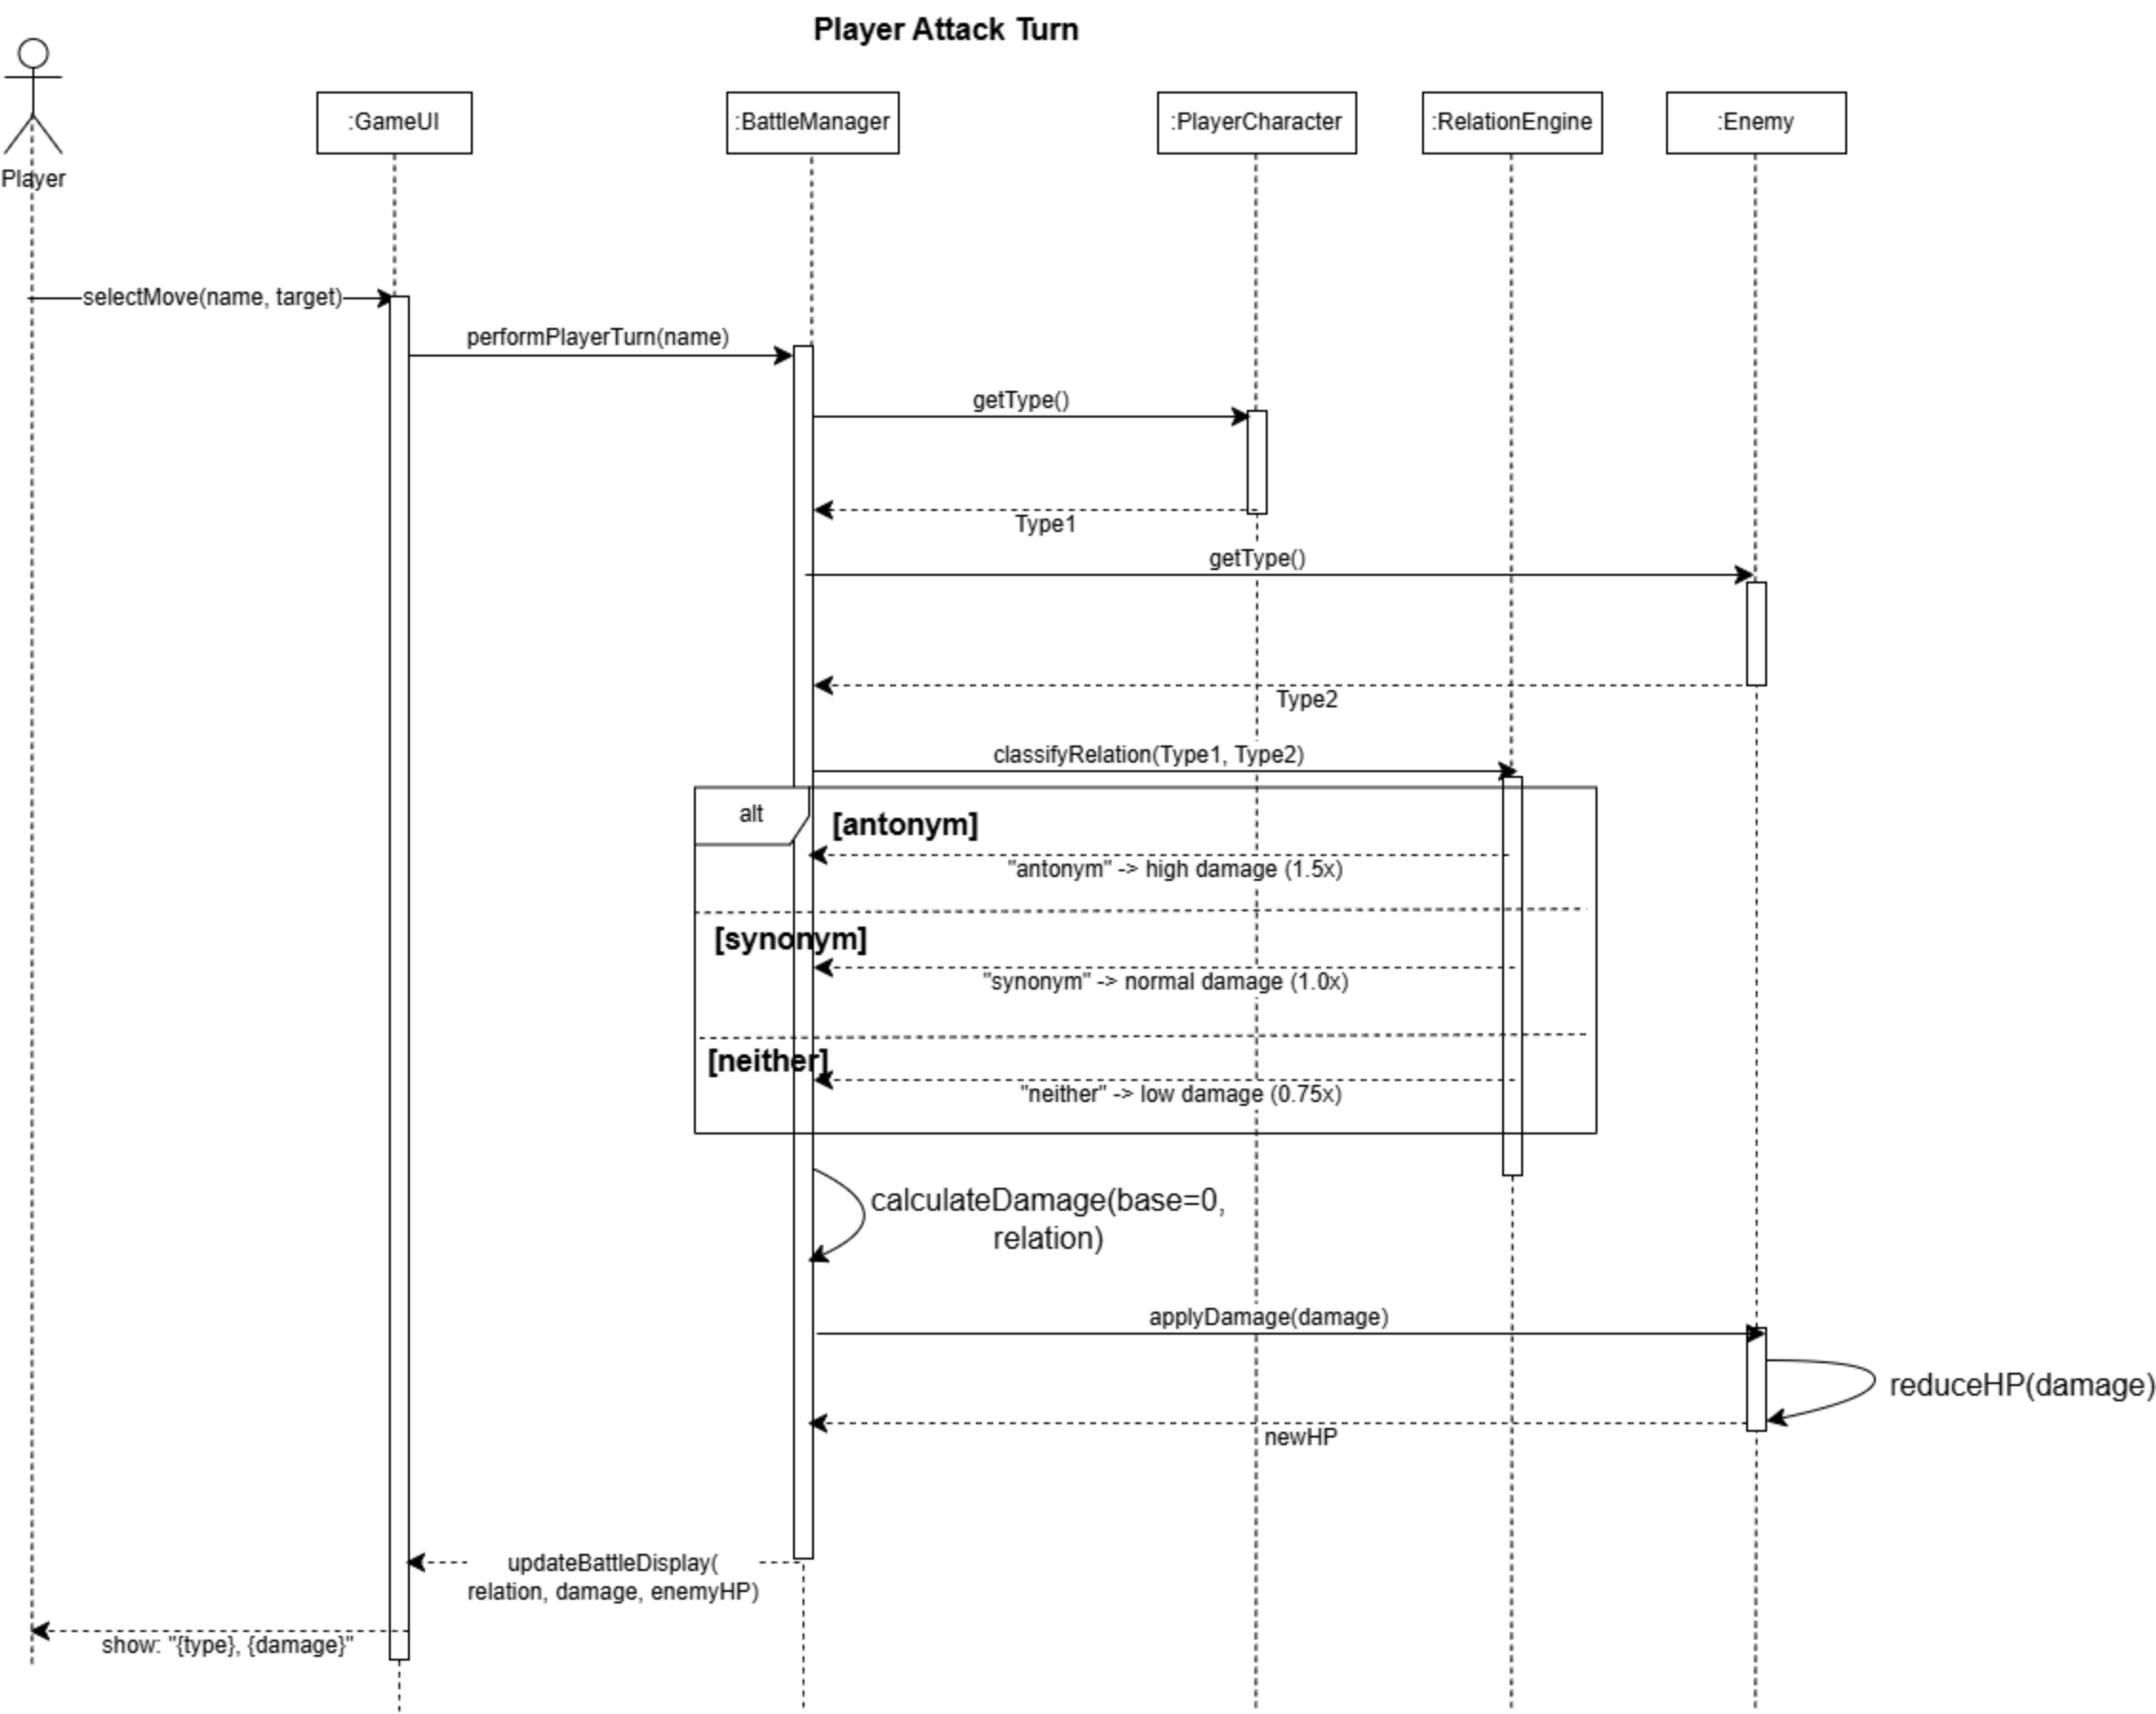 Player Attack Turn
Player
:GameUI
:BattleManager
:PlayerCharacter
:RelationEngine
:Enemy
selectMove(name, target)
performPlayerTurn(name)
getType()
Type1
getType()
Type2
classifyRelation(Type1, Type2)
alt
[antonym]
"antonym" -> high damage (1.5x)
[synonym]
"synonym" -> normal damage (1.0x)
[neither]
"neither" -> low damage (0.75x)
calculateDamage(base=0,
relation)
applyDamage(damage)
reduceHP(damage)
newHP
updateBattleDisplay(
relation, damage, enemyHP)
show: "{type}, {damage}"